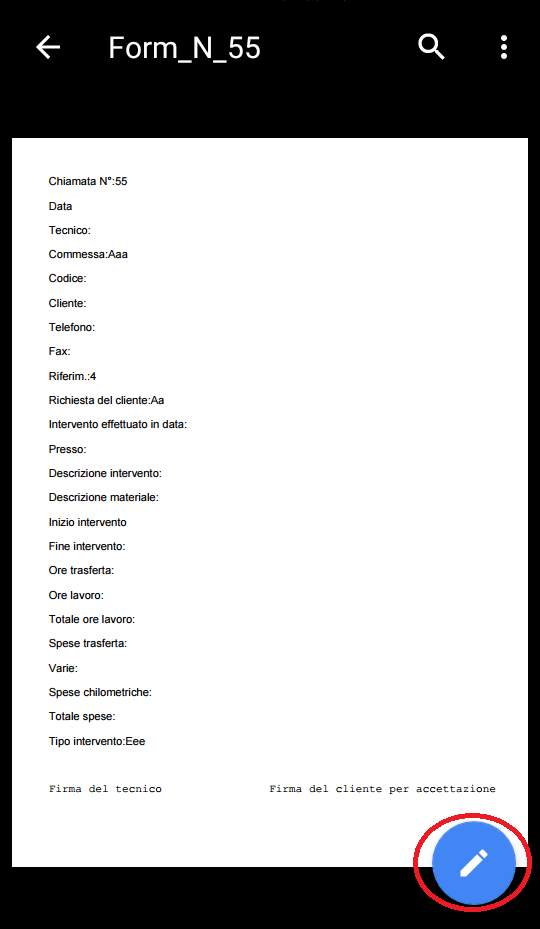 Form_N_55
Chiamata N°:55
Data
Tecnico:
Commessa:Aaa
Codice:
Cliente:
Telefono:
Fax:
Riferim.:4
Richiesta del cliente:Aa
Intervento effettuato in data:
Presso:
Descrizione intervento:
Descrizione materiale:
Inizio intervento
Fine intervento:
Ore trasferta:
Ore lavoro:
Totale ore lavoro:
Spese trasferta:
Varie:
Spese chilometriche:
Totale spese:
Tipo intervento:Eee
Firma del tecnico Firma del cliente per accettazione